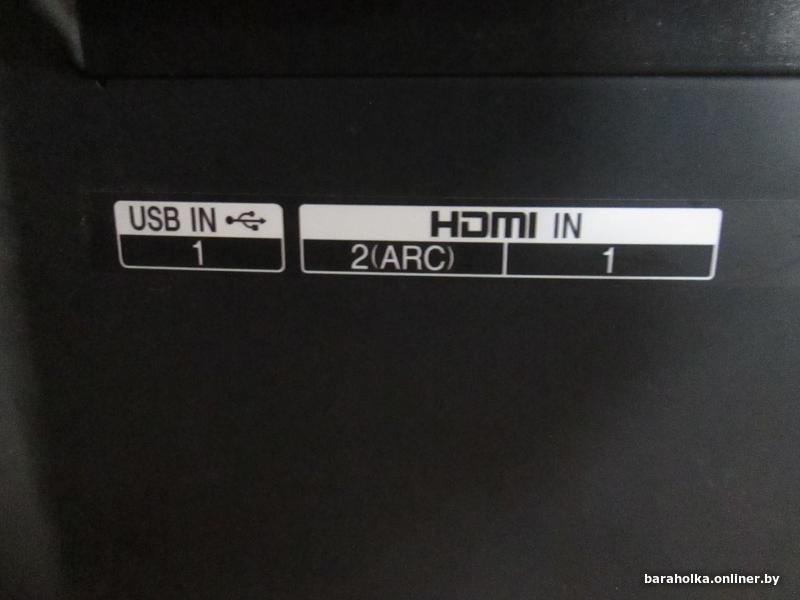 USB IN
1
HDMI IN
2(ARC) 1
baraholka.onliner.by